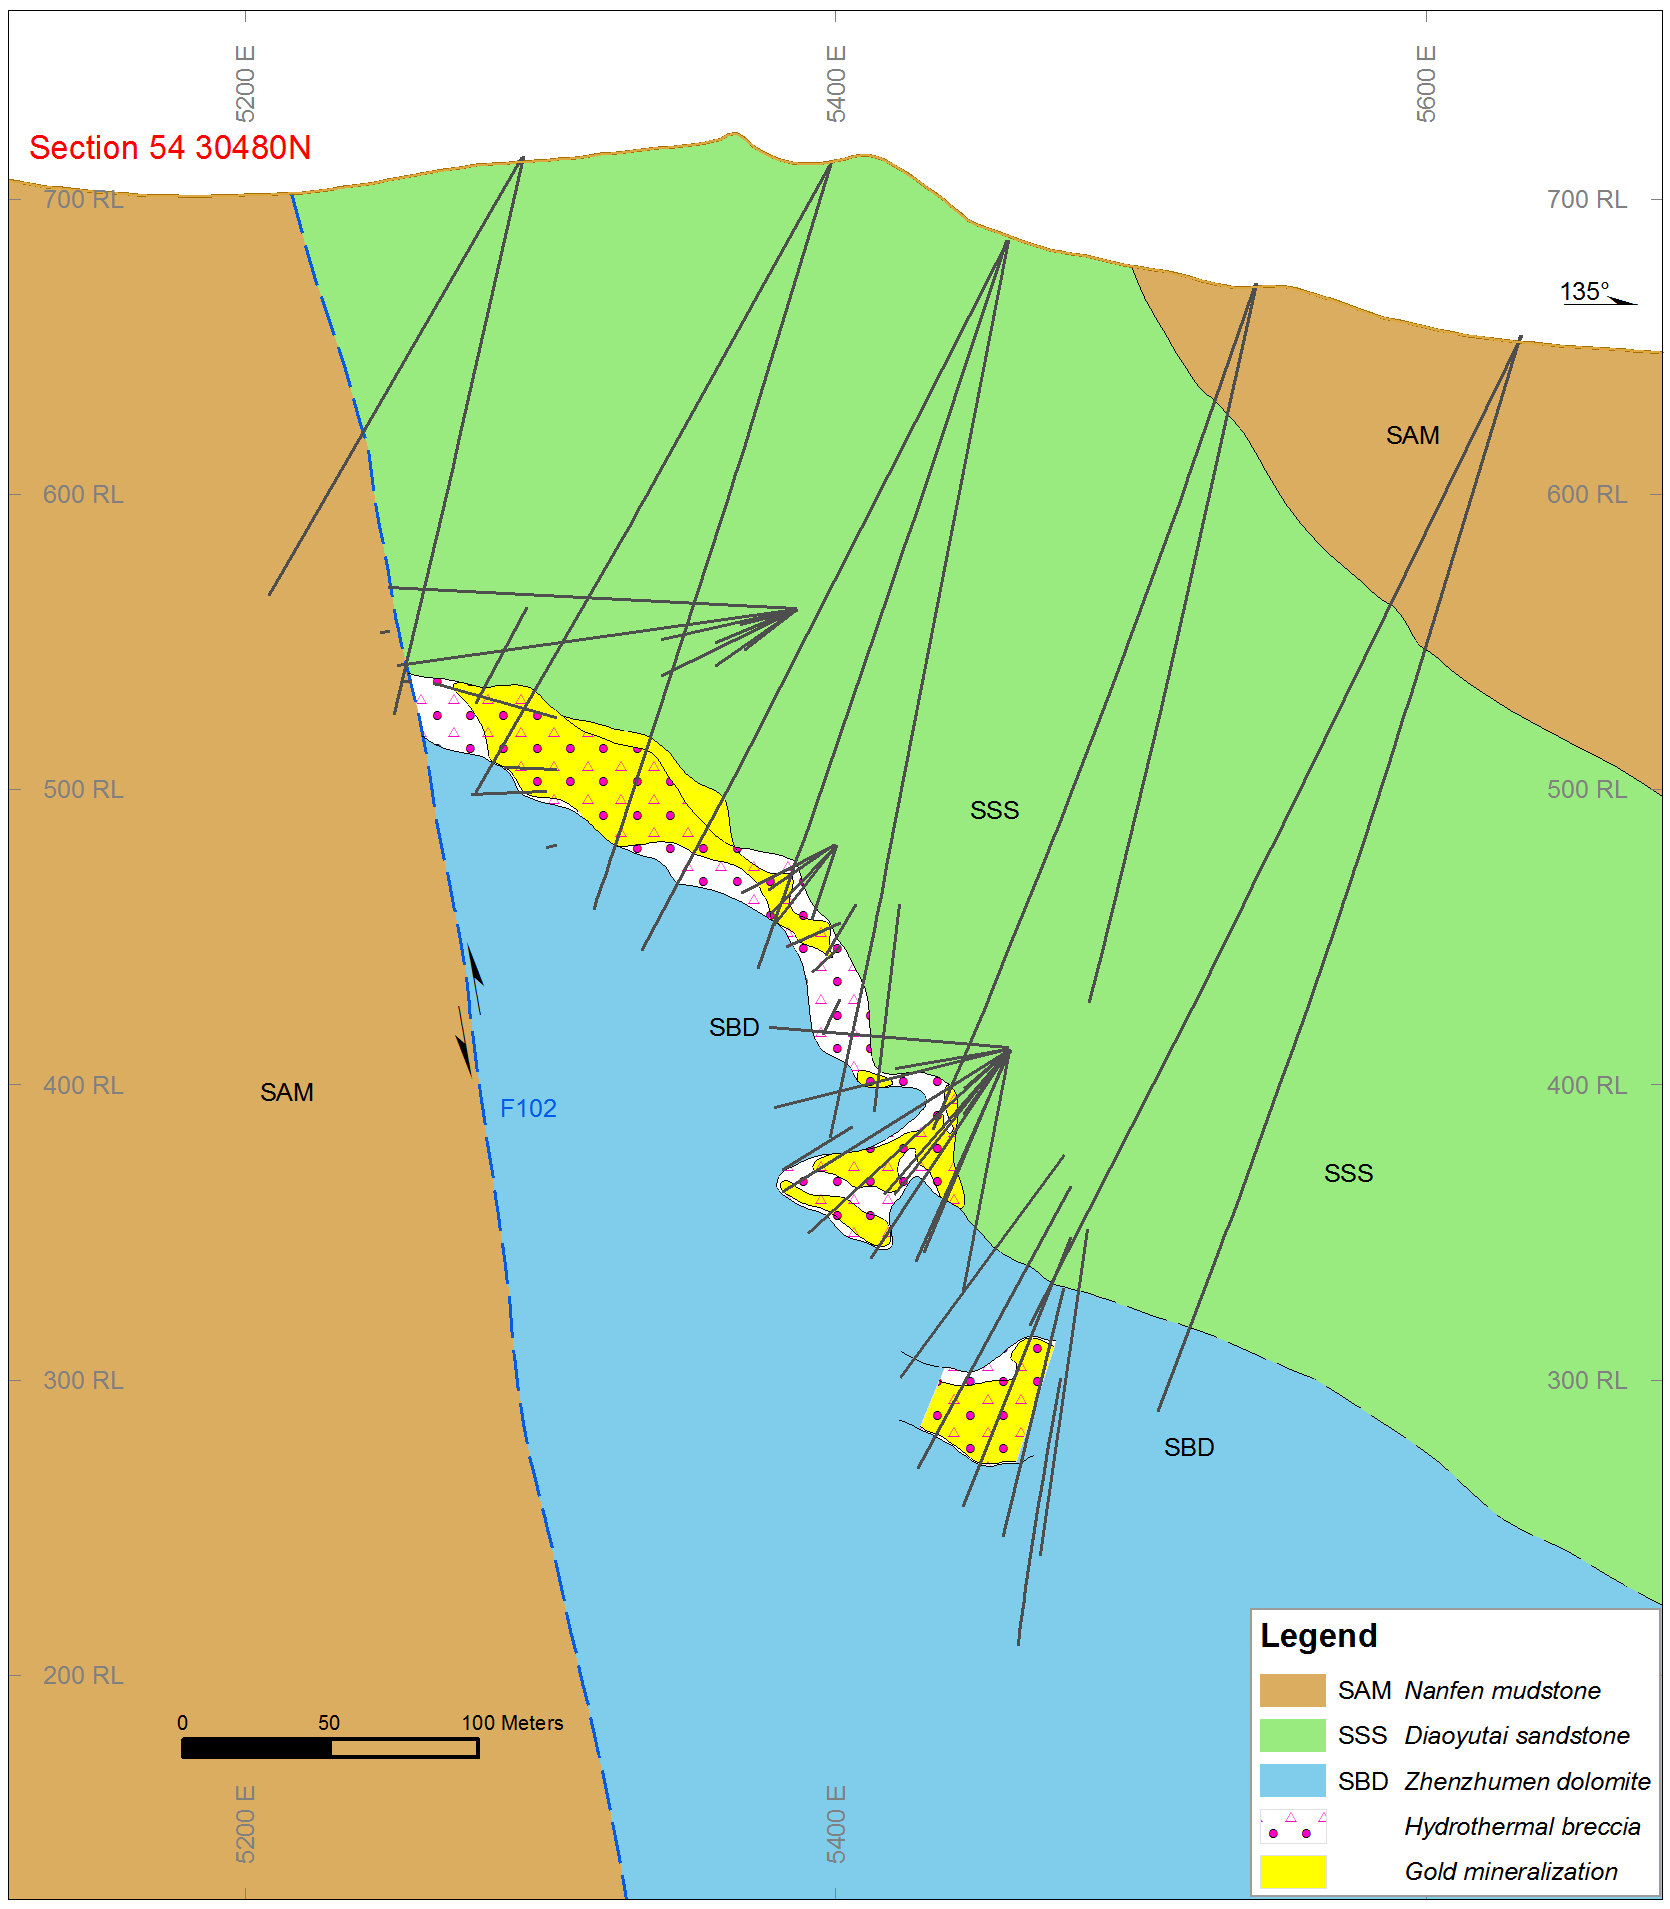 5200 E
5400 E
5600 E
Section 54 30480N
700 RL
700 RL
135°
SAM
600 RL
600 RL
500 RL
SSS
500 RL
SBD
400 RL
SAM
F102
400 RL
SSS
300 RL
300 RL
SBD
200 RL
0 50 100 Meters
5200 E
5400 E
Legend
SAM Nanfen mudstone
SSS Diaoyutai sandstone
SBD Zhenzhumen dolomite
Hydrothermal breccia
Gold mineralization